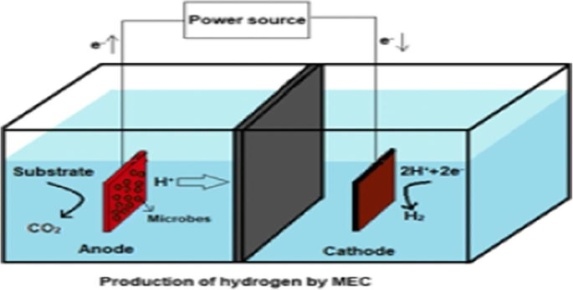 Power source
e⁻↑
e⁻↓
Substrate
H⁺
2H⁺+2e⁻
Microbes
CO₂
H₂
Anode
Cathode
Production of hydrogen by MEC